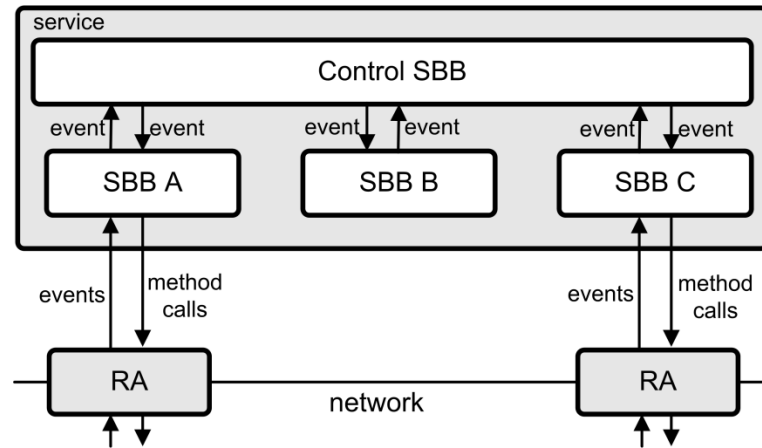 service
Control SBB
event event event event event event
SBB A SBB B SBB C
events method
calls events method
calls
RA RA
network